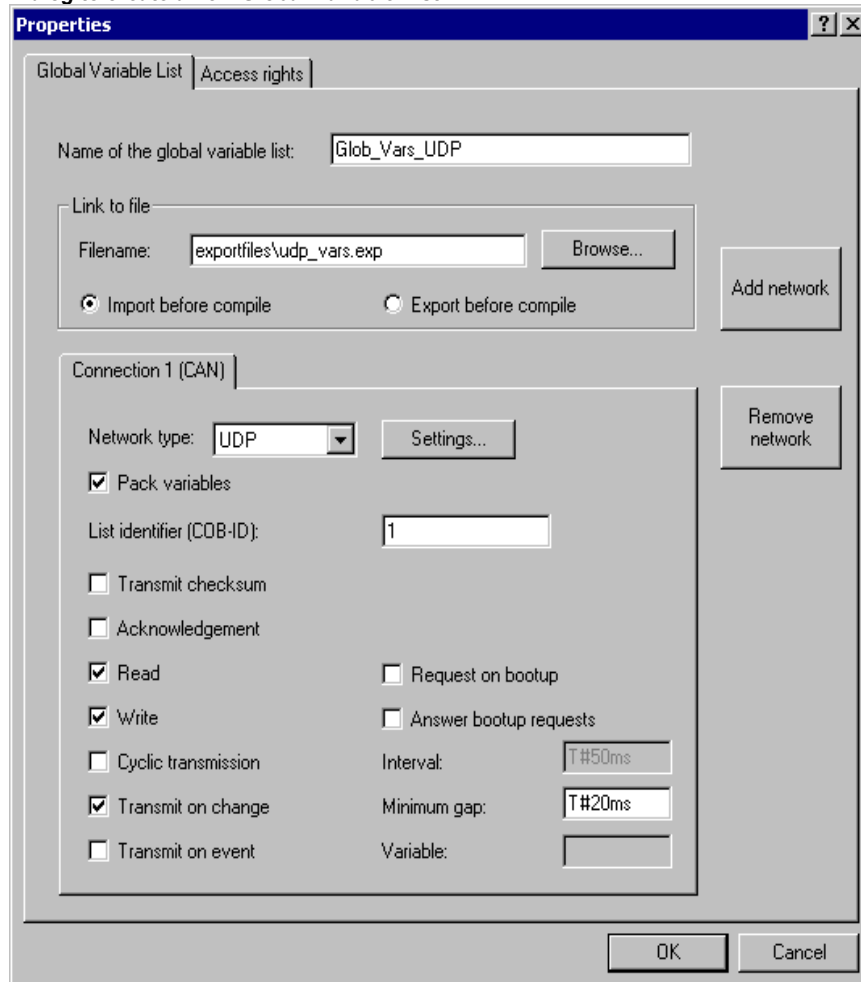 Properties
Global Variable List Access rights
Name of the global variable list: Glob_Vars_UDP
Link to file
Filename: exportfiles\udp_vars.exp Browse...
Import before compile Export before compile
Add network
Connection 1 (CAN)
Network type: UDP Settings...
Remove
network
Pack variables
List identifier (COB-ID): 1
Transmit checksum
Acknowledgement
Read Request on bootup
Write Answer bootup requests
Cyclic transmission Interval: T#50ms
Transmit on change Minimum gap: T#20ms
Transmit on event Variable:
OK Cancel